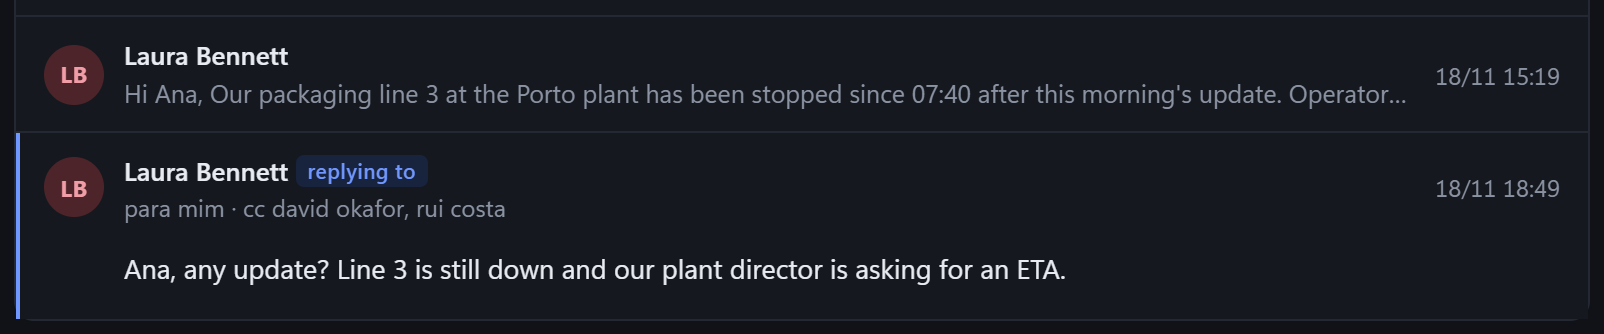 LB
Laura Bennett
18/11 15:19
Hi Ana, Our packaging line 3 at the Porto plant has been stopped since 07:40 after this morning's update. Operator...
LB
Laura Bennett replying to
18/11 18:49
para mim · cc david okafor, rui costa
Ana, any update? Line 3 is still down and our plant director is asking for an ETA.